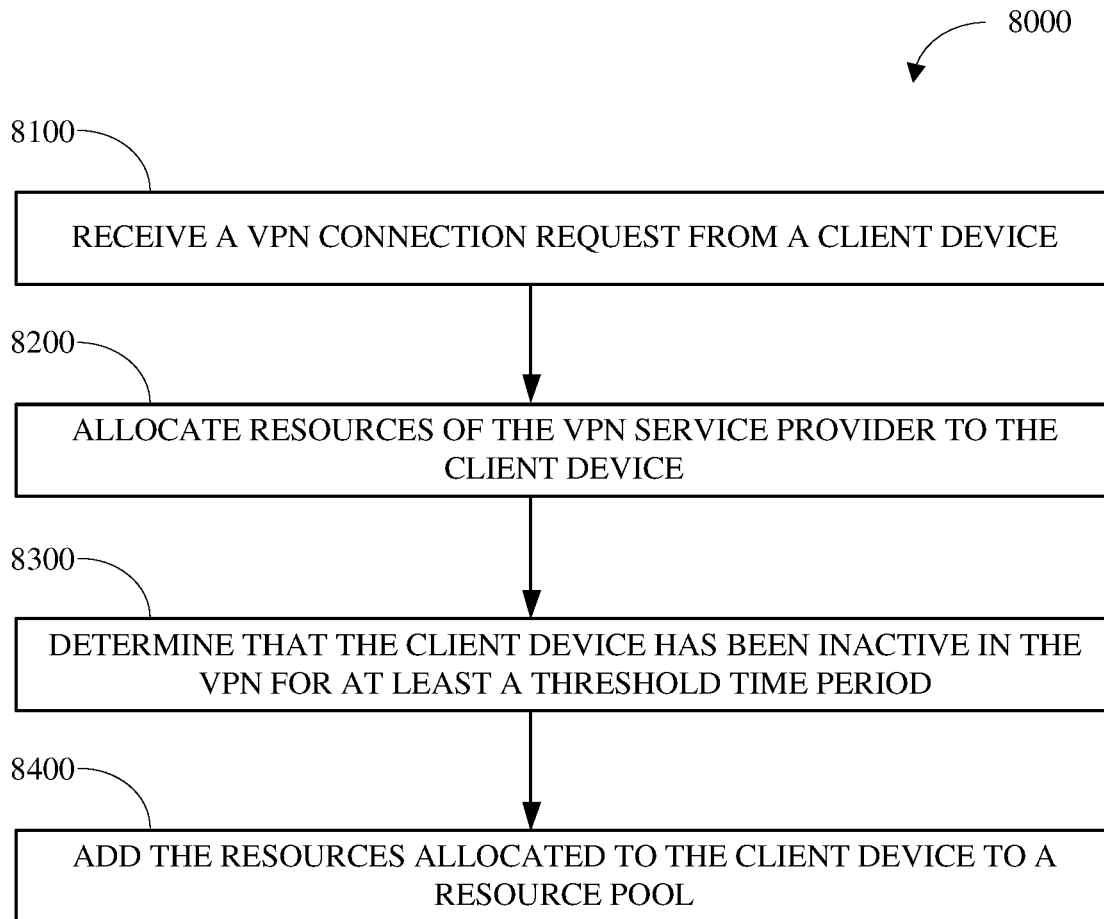 8000
8100
RECEIVE A VPN CONNECTION REQUEST FROM A CLIENT DEVICE
8200
ALLOCATE RESOURCES OF THE VPN SERVICE PROVIDER TO THE
CLIENT DEVICE
8300
DETERMINE THAT THE CLIENT DEVICE HAS BEEN INACTIVE IN THE
VPN FOR AT LEAST A THRESHOLD TIME PERIOD
8400
ADD THE RESOURCES ALLOCATED TO THE CLIENT DEVICE TO A
RESOURCE POOL